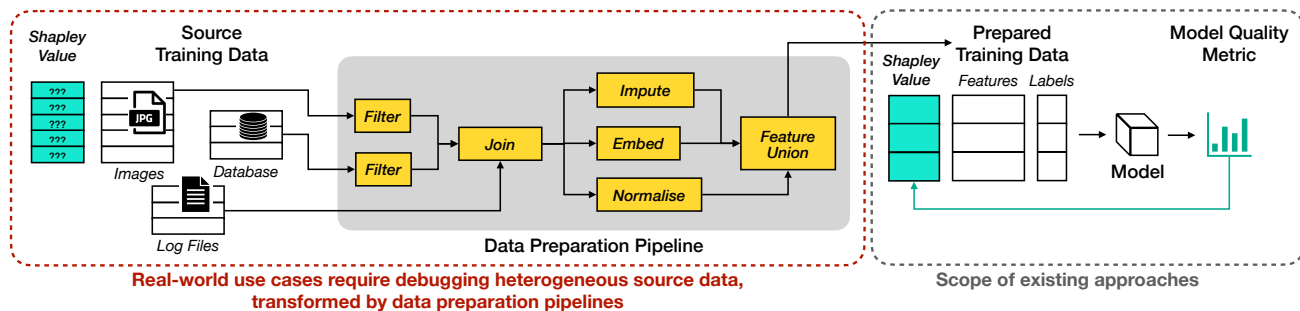 Shapley
Value
Source
Training Data
???
???
???
???
???
JPG
Images
Database
Log Files
Filter
Filter
Join
Impute
Embed
Normalise
Feature
Union
Data Preparation Pipeline
Real-world use cases require debugging heterogeneous source data,
transformed by data preparation pipelines
Shapley
Value
Prepared
Training Data
Features
Labels
Model
Model Quality
Metric
Scope of existing approaches